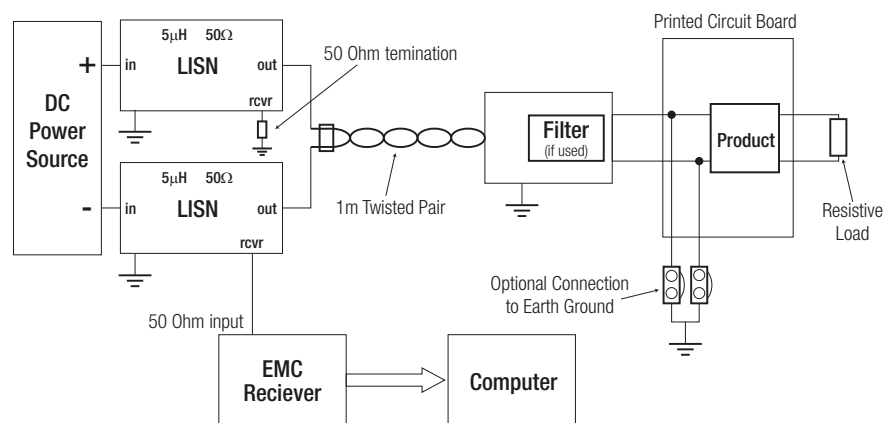 Printed Circuit Board
5μH 50Ω
LISN
in
out
rcvr
50 Ohm temination
+
DC
Power
Source
-
5μH 50Ω
LISN
in
out
rcvr
1m Twisted Pair
Filter
(if used)
Product
Resistive
Load
Optional Connection
to Earth Ground
50 Ohm input
EMC
Reciever
Computer